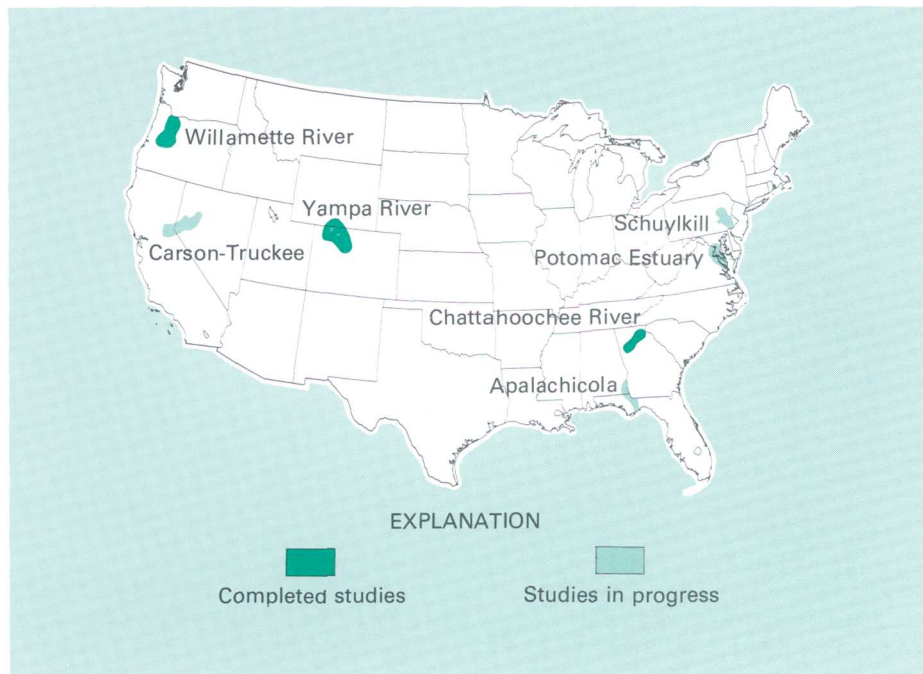 Willamette River
Yampa River
Schuylkill
Carson-Truckee
Potomac Estuary
Chattahoochee River
Apalachicola
EXPLANATION
Completed studies
Studies in progress